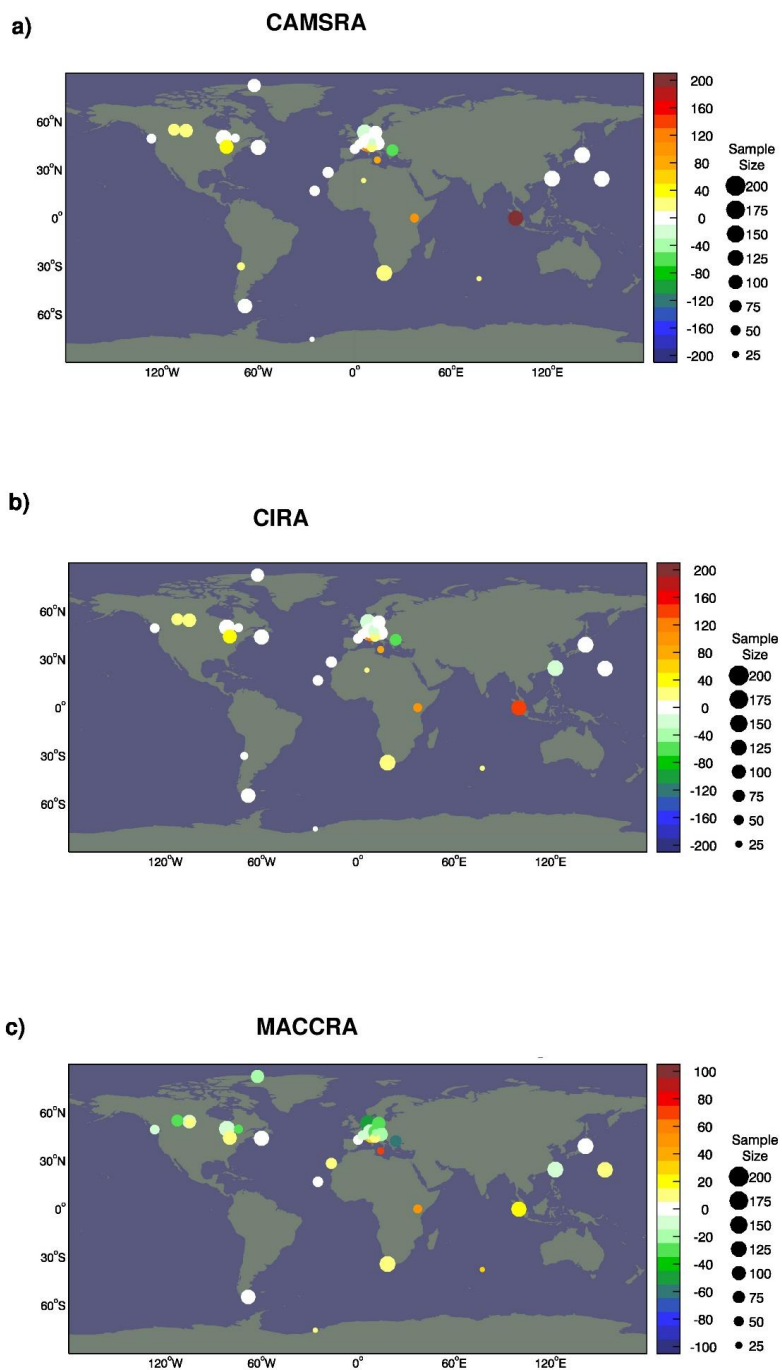 a)
CAMSRA
60°N
30°N
0°
30°S
60°S
120°W
60°W
0°
60°E
120°E
200
160
120
80
40
0
-40
-80
-120
-160
-200
Sample
Size
200
175
150
125
100
75
50
25
b)
CIRA
60°N
30°N
0°
30°S
60°S
120°W
60°W
0°
60°E
120°E
200
160
120
80
40
0
-40
-80
-120
-160
-200
Sample
Size
200
175
150
125
100
75
50
25
c)
MACCRA
60°N
30°N
0°
30°S
60°S
120°W
60°W
0°
60°E
120°E
100
80
60
40
20
0
-20
-40
-60
-80
-100
Sample
Size
200
175
150
125
100
75
50
25